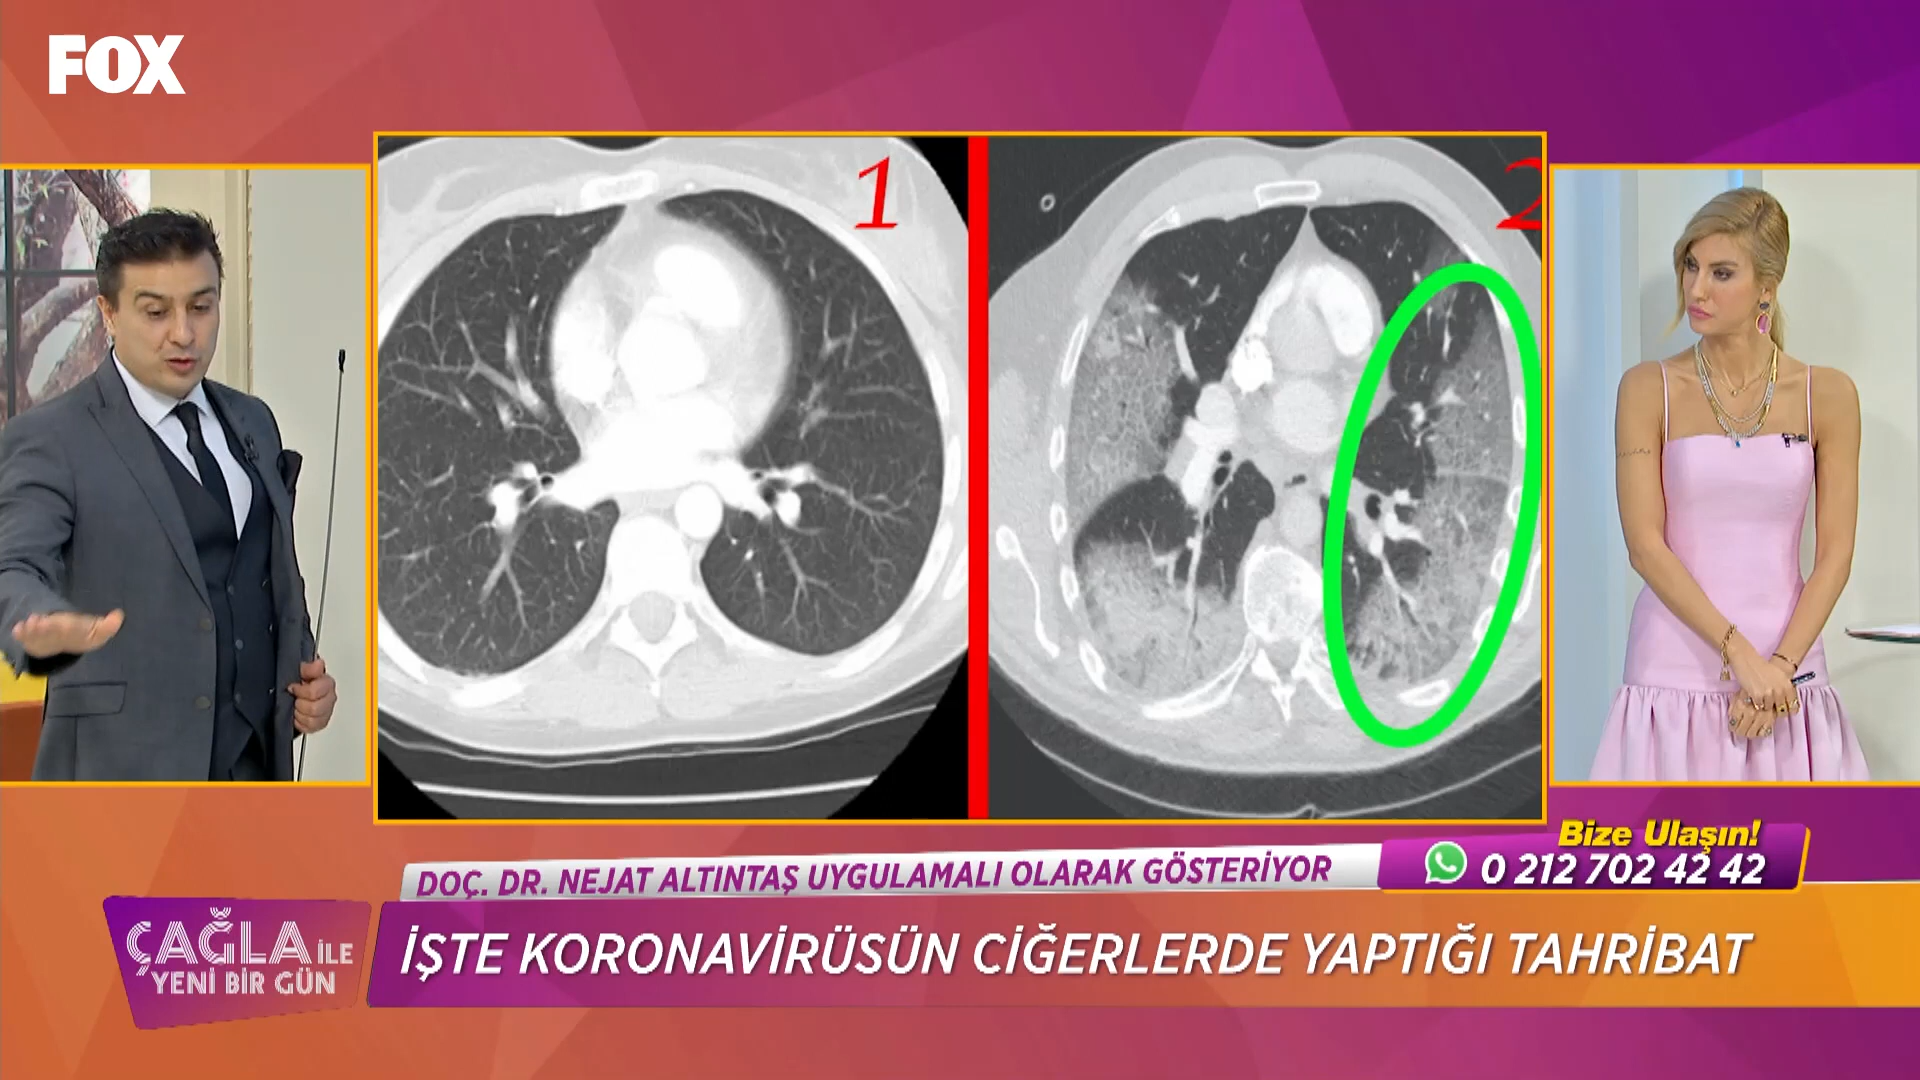 FOX
1
2
Bize Ulaşın!
0 212 702 42 42
DOÇ. DR. NEJAT ALTINTAŞ UYGULAMALI OLARAK GÖSTERİYOR
ÇAĞLA İLE
YENİ BİR GÜN
İŞTE KORONAVİRÜSÜN CİĞERLERDE YAPTIĞI TAHRİBAT